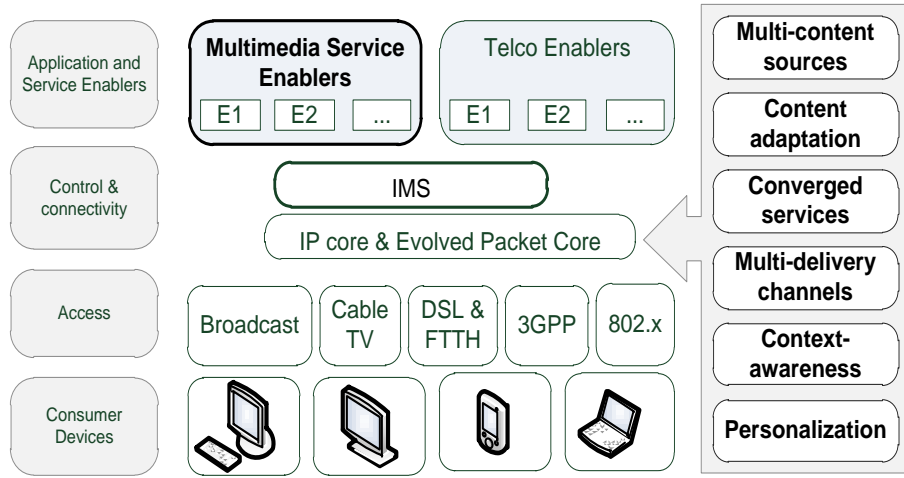 Application and
Service Enablers
Multimedia Service
Enablers
E1
E2
...
Telco Enablers
E1
E2
...
Control &
connectivity
IMS
IP core & Evolved Packet Core
Access
Broadcast
Cable
TV
DSL &
FTTH
3GPP
802.x
Consumer
Devices
Multi-content
sources
Content
adaptation
Converged
services
Multi-delivery
channels
Context-
awareness
Personalization